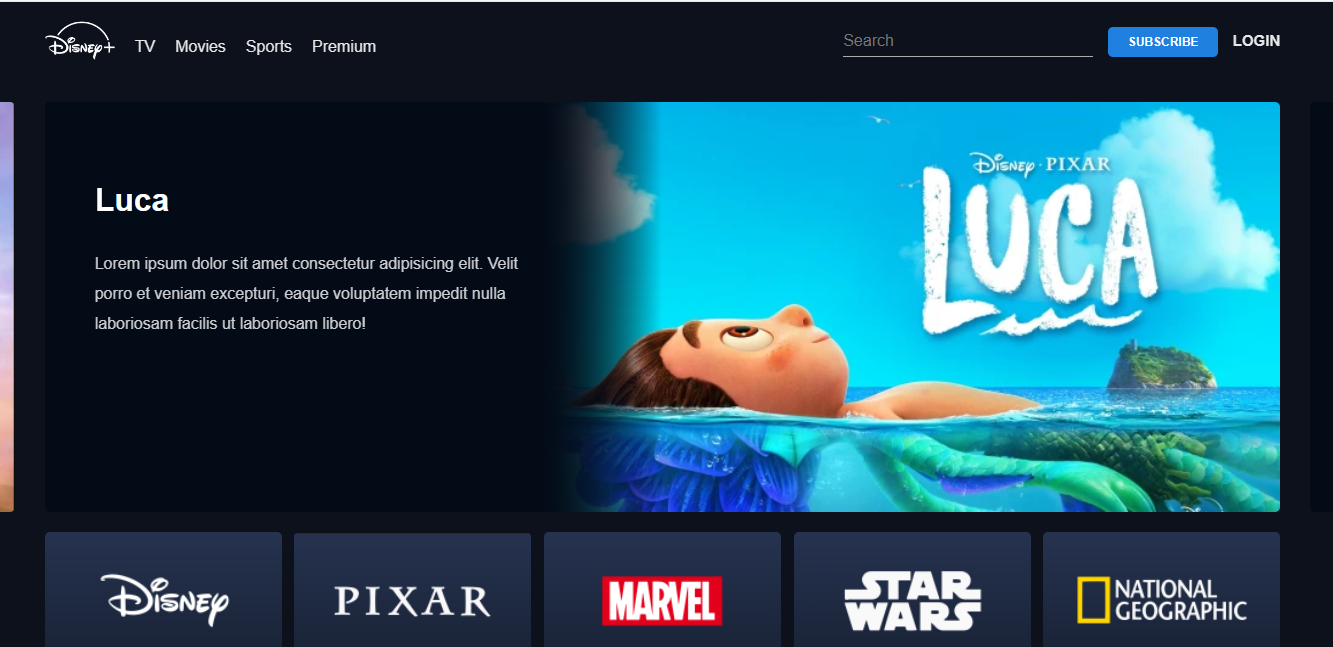 Disney+
TV
Movies
Sports
Premium
Search
SUBSCRIBE
LOGIN
Luca
Lorem ipsum dolor sit amet consectetur adipisicing elit. Velit
porro et veniam excepturi, eaque voluptatem impedit nulla
laboriosam facilis ut laboriosam libero!
Disney · PIXAR
LUCA
Disney
PIXAR
MARVEL
STAR
WARS
NATIONAL
GEOGRAPHIC